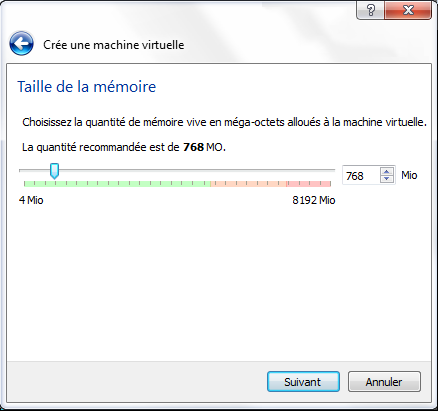 ?
Crée une machine virtuelle
Taille de la mémoire
Choisissez la quantité de mémoire vive en méga-octets alloués à la machine virtuelle.
La quantité recommandée est de 768 MO.
768 Mio
4 Mio 8192 Mio
Suivant Annuler